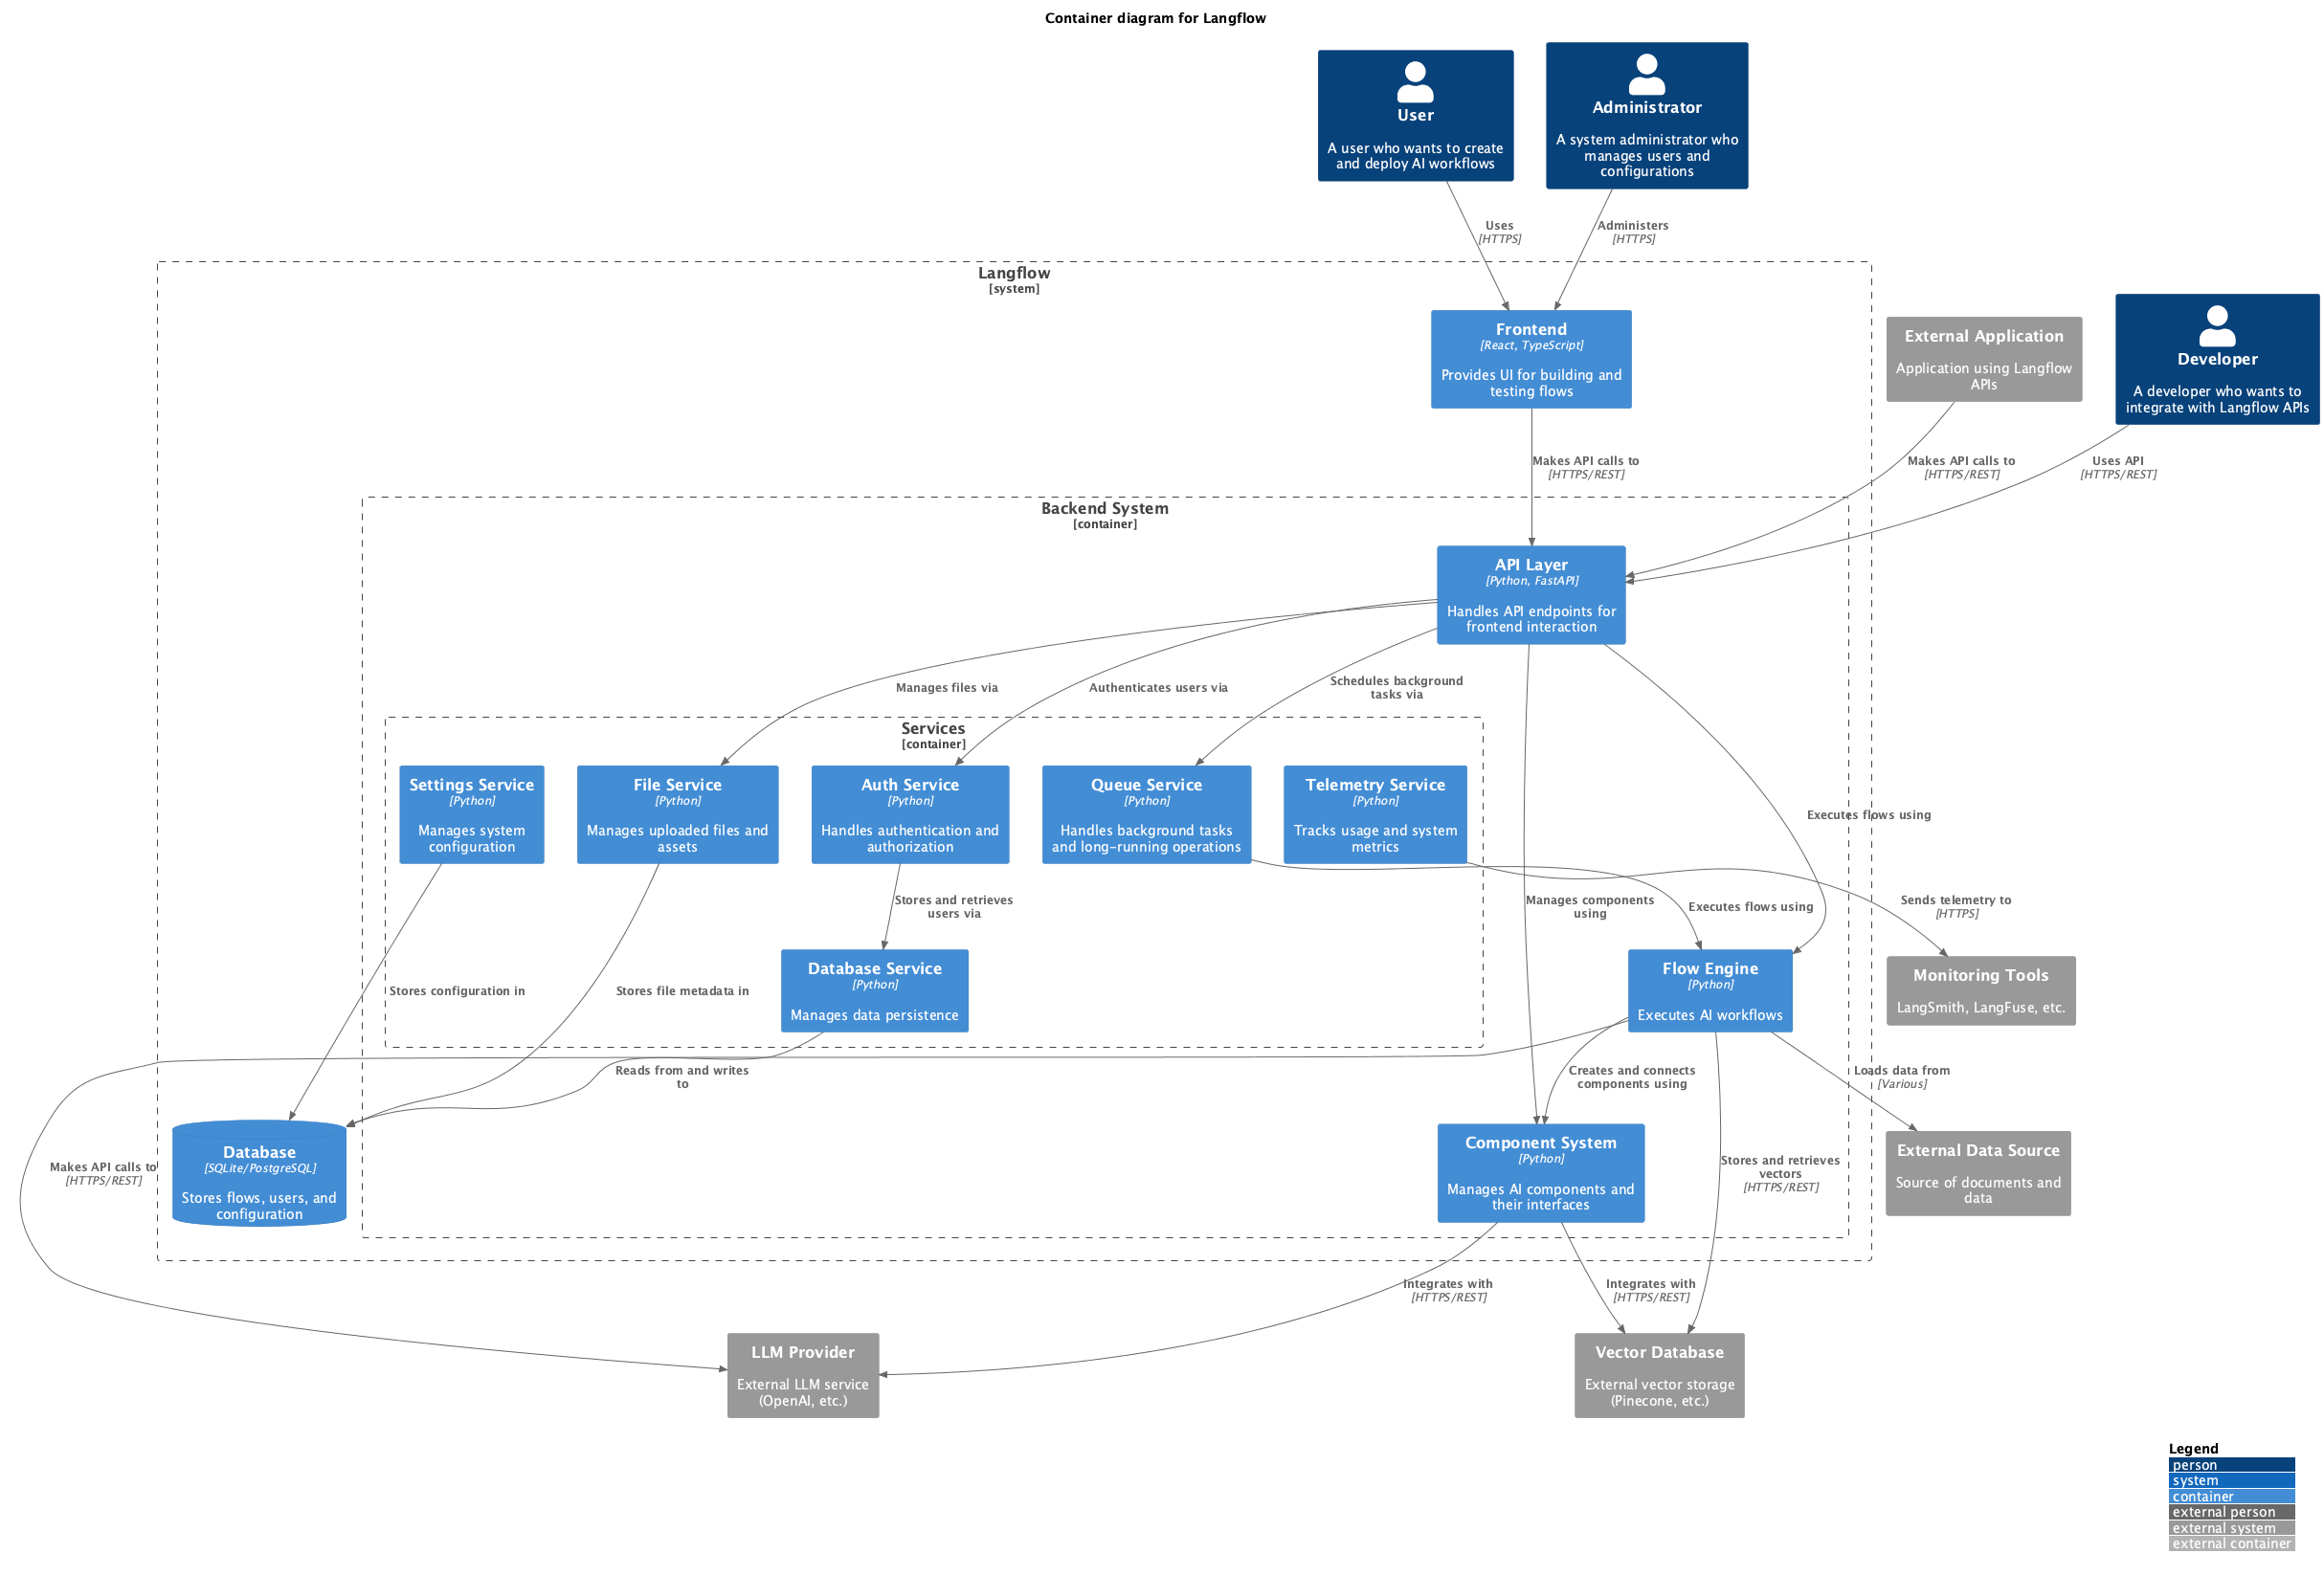 Container diagram for Langflow
User
A user who wants to create
and deploy AI workflows
Administrator
A system administrator who
manages users and
configurations
Uses
[HTTPS]
Administers
[HTTPS]
Langflow
[system]
Frontend
[React, TypeScript]
Provides UI for building and
testing flows
External Application
Application using Langflow
APIs
Developer
A developer who wants to
integrate with Langflow APIs
Makes API calls to
[HTTPS/REST]
Makes API calls to
[HTTPS/REST]
Uses API
[HTTPS/REST]
Backend System
[container]
API Layer
[Python, FastAPI]
Handles API endpoints for
frontend interaction
Manages files via
Authenticates users via
Schedules background
tasks via
Services
[container]
Settings Service
[Python]
Manages system
configuration
File Service
[Python]
Manages uploaded files and
assets
Auth Service
[Python]
Handles authentication and
authorization
Queue Service
[Python]
Handles background tasks
and long-running operations
Telemetry Service
[Python]
Tracks usage and system
metrics
Executes flows using
Stores and retrieves
users via
Manages components
using
Executes flows using
Sends telemetry to
[HTTPS]
Database Service
[Python]
Manages data persistence
Flow Engine
[Python]
Executes AI workflows
Monitoring Tools
LangSmith, LangFuse, etc.
Stores configuration in
Stores file metadata in
Reads from and writes
to
Creates and connects
components using
Loads data from
[Various]
Makes API calls to
[HTTPS/REST]
Database
[SQLite/PostgreSQL]
Stores flows, users, and
configuration
Component System
[Python]
Manages AI components and
their interfaces
Stores and retrieves
vectors
[HTTPS/REST]
External Data Source
Source of documents and
data
Integrates with
[HTTPS/REST]
Integrates with
[HTTPS/REST]
LLM Provider
External LLM service
(OpenAI, etc.)
Vector Database
External vector storage
(Pinecone, etc.)
Legend
person
system
container
external person
external system
external container